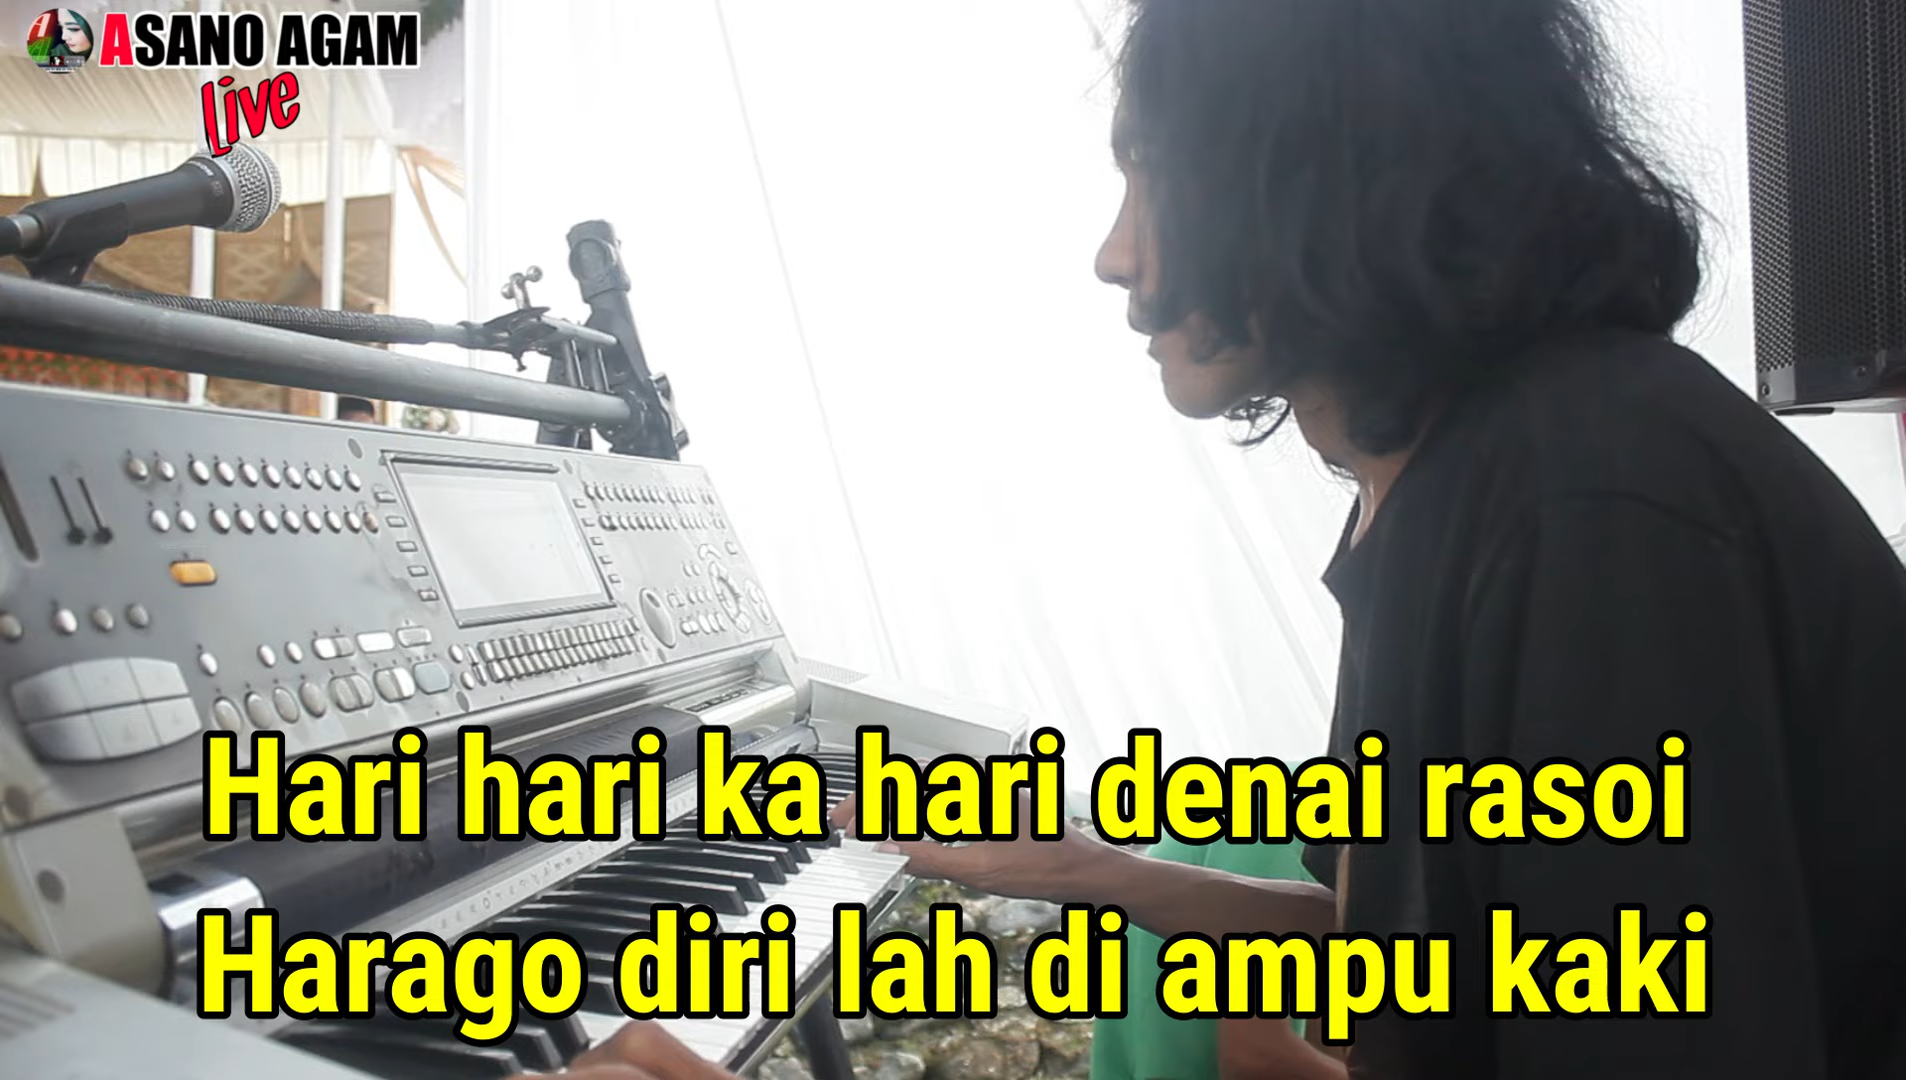 ASANO AGAM
Live
Hari hari ka hari denai rasoi
Harago diri lah di ampu kaki